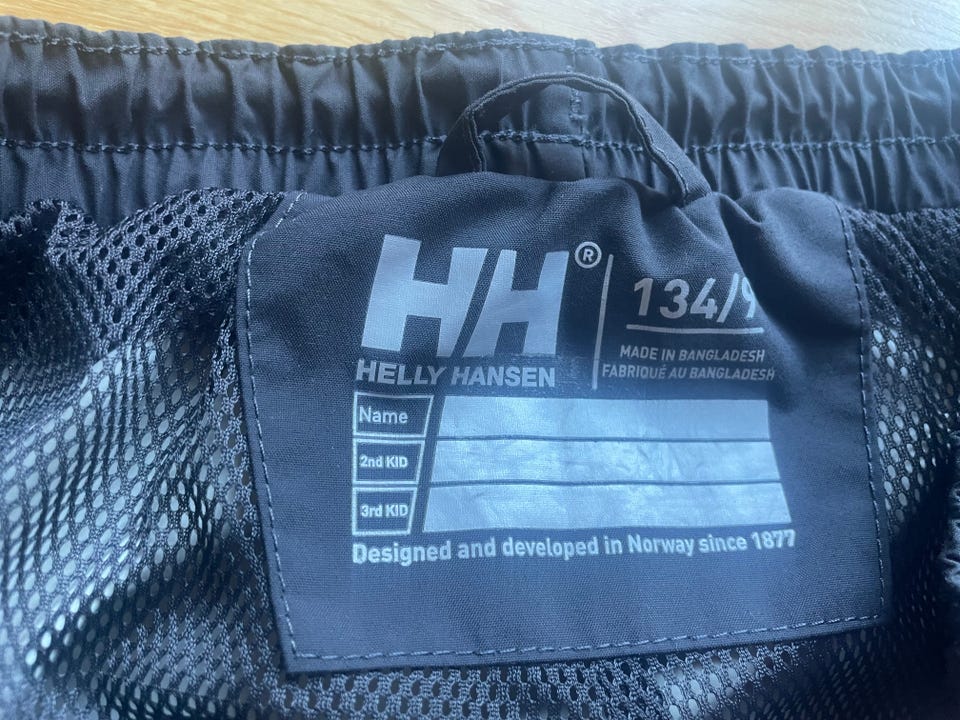 HH®
134/9
MADE IN BANGLADESH
FABRIQUÉ AU BANGLADESH
HELLY HANSEN
Name
2nd KID
3rd KID
Designed and developed in Norway since 1877